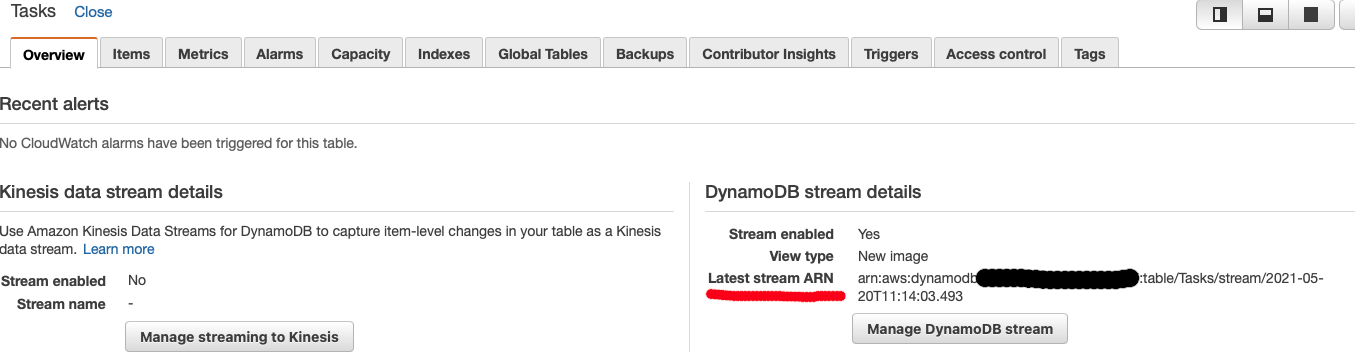 Tasks Close
Overview Items Metrics Alarms Capacity Indexes Global Tables Backups Contributor Insights Triggers Access control Tags
Recent alerts
No CloudWatch alarms have been triggered for this table.
Kinesis data stream details
Use Amazon Kinesis Data Streams for DynamoDB to capture item-level changes in your table as a Kinesis
data stream. Learn more
Stream enabled No
Stream name -
Manage streaming to Kinesis
DynamoDB stream details
Stream enabled Yes
View type New image
Latest stream ARN arn:aws:dynamodb :table/Tasks/stream/2021-05-
20T11:14:03.493
Manage DynamoDB stream